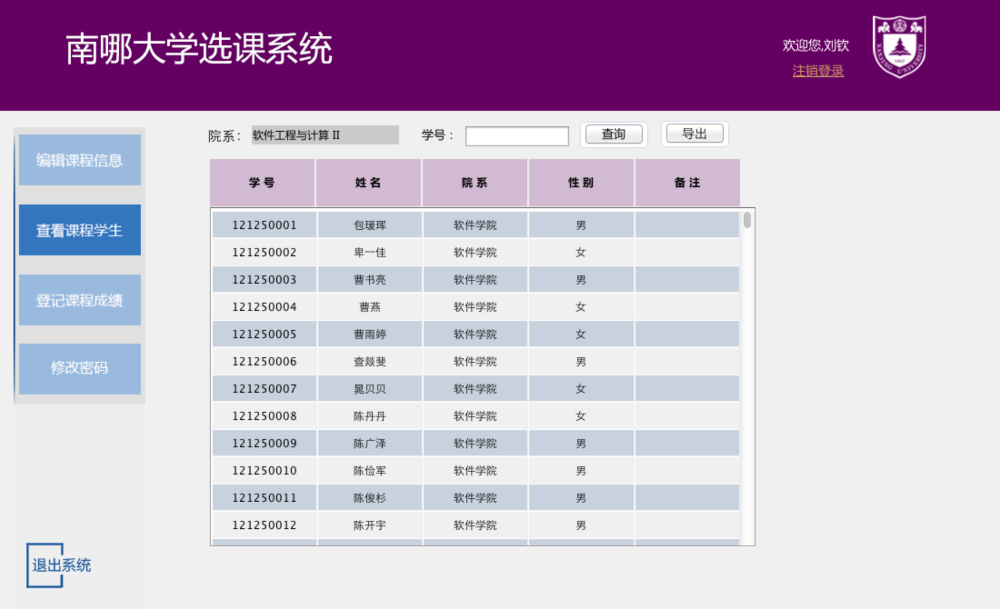 南哪大学选课系统
欢迎您,刘钦
注销登录
NANJING UNIVERSITY
1902
编辑课程信息
查看课程学生
登记课程成绩
修改密码
退出系统
院系： 软件工程与计算 II 学号： 查询 导出
学号 姓名 院系 性别 备注
121250001 包瑗珲 软件学院 男
121250002 卑一佳 软件学院 女
121250003 曹书亮 软件学院 男
121250004 曹燕 软件学院 女
121250005 曹雨婷 软件学院 女
121250006 查燚斐 软件学院 男
121250007 晁贝贝 软件学院 女
121250008 陈丹丹 软件学院 女
121250009 陈广泽 软件学院 男
121250010 陈俭军 软件学院 男
121250011 陈俊杉 软件学院 男
121250012 陈开宇 软件学院 男